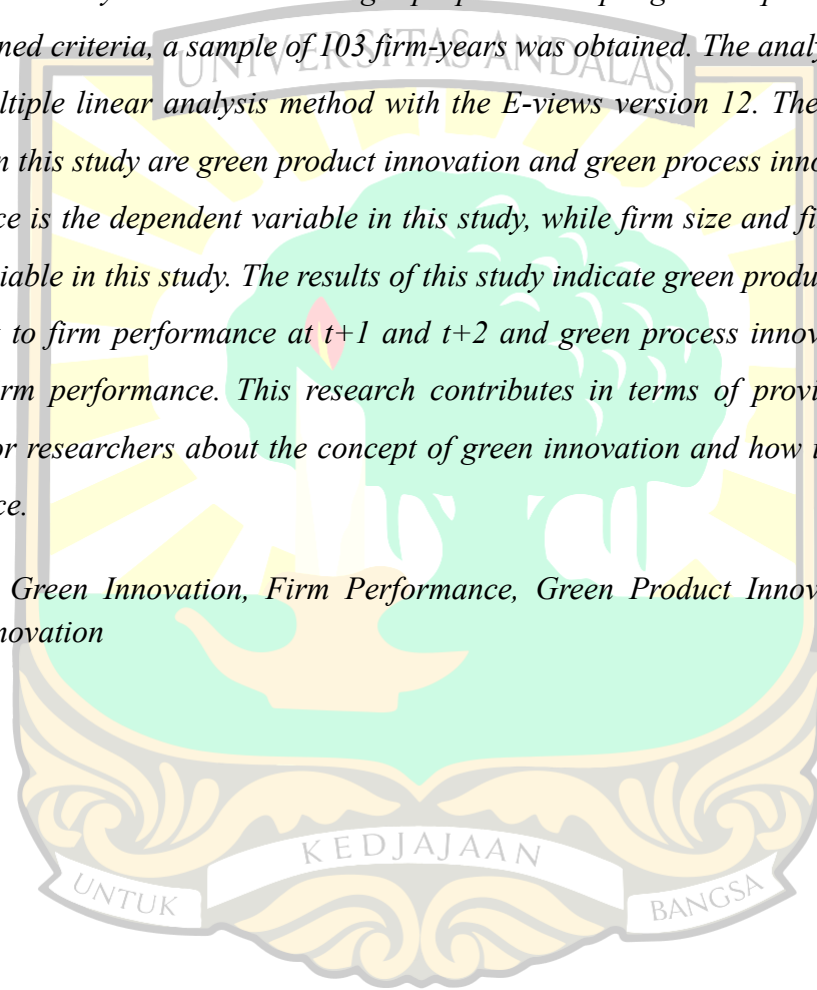 ned criteria, a sample of 103 firm-years was obtained. The analy
UNIVERSITAS ANDALAS
ultiple linear analysis method with the E-views version 12. The
n this study are green product innovation and green process inno
ce is the dependent variable in this study, while firm size and fi
riable in this study. The results of this study indicate green produ
to firm performance at t+1 and t+2 and green process innov
rm performance. This research contributes in terms of provi
or researchers about the concept of green innovation and how i
ce.
Green Innovation, Firm Performance, Green Product Innov
novation
KEDJAJAAN
UNTUK
BANGSA